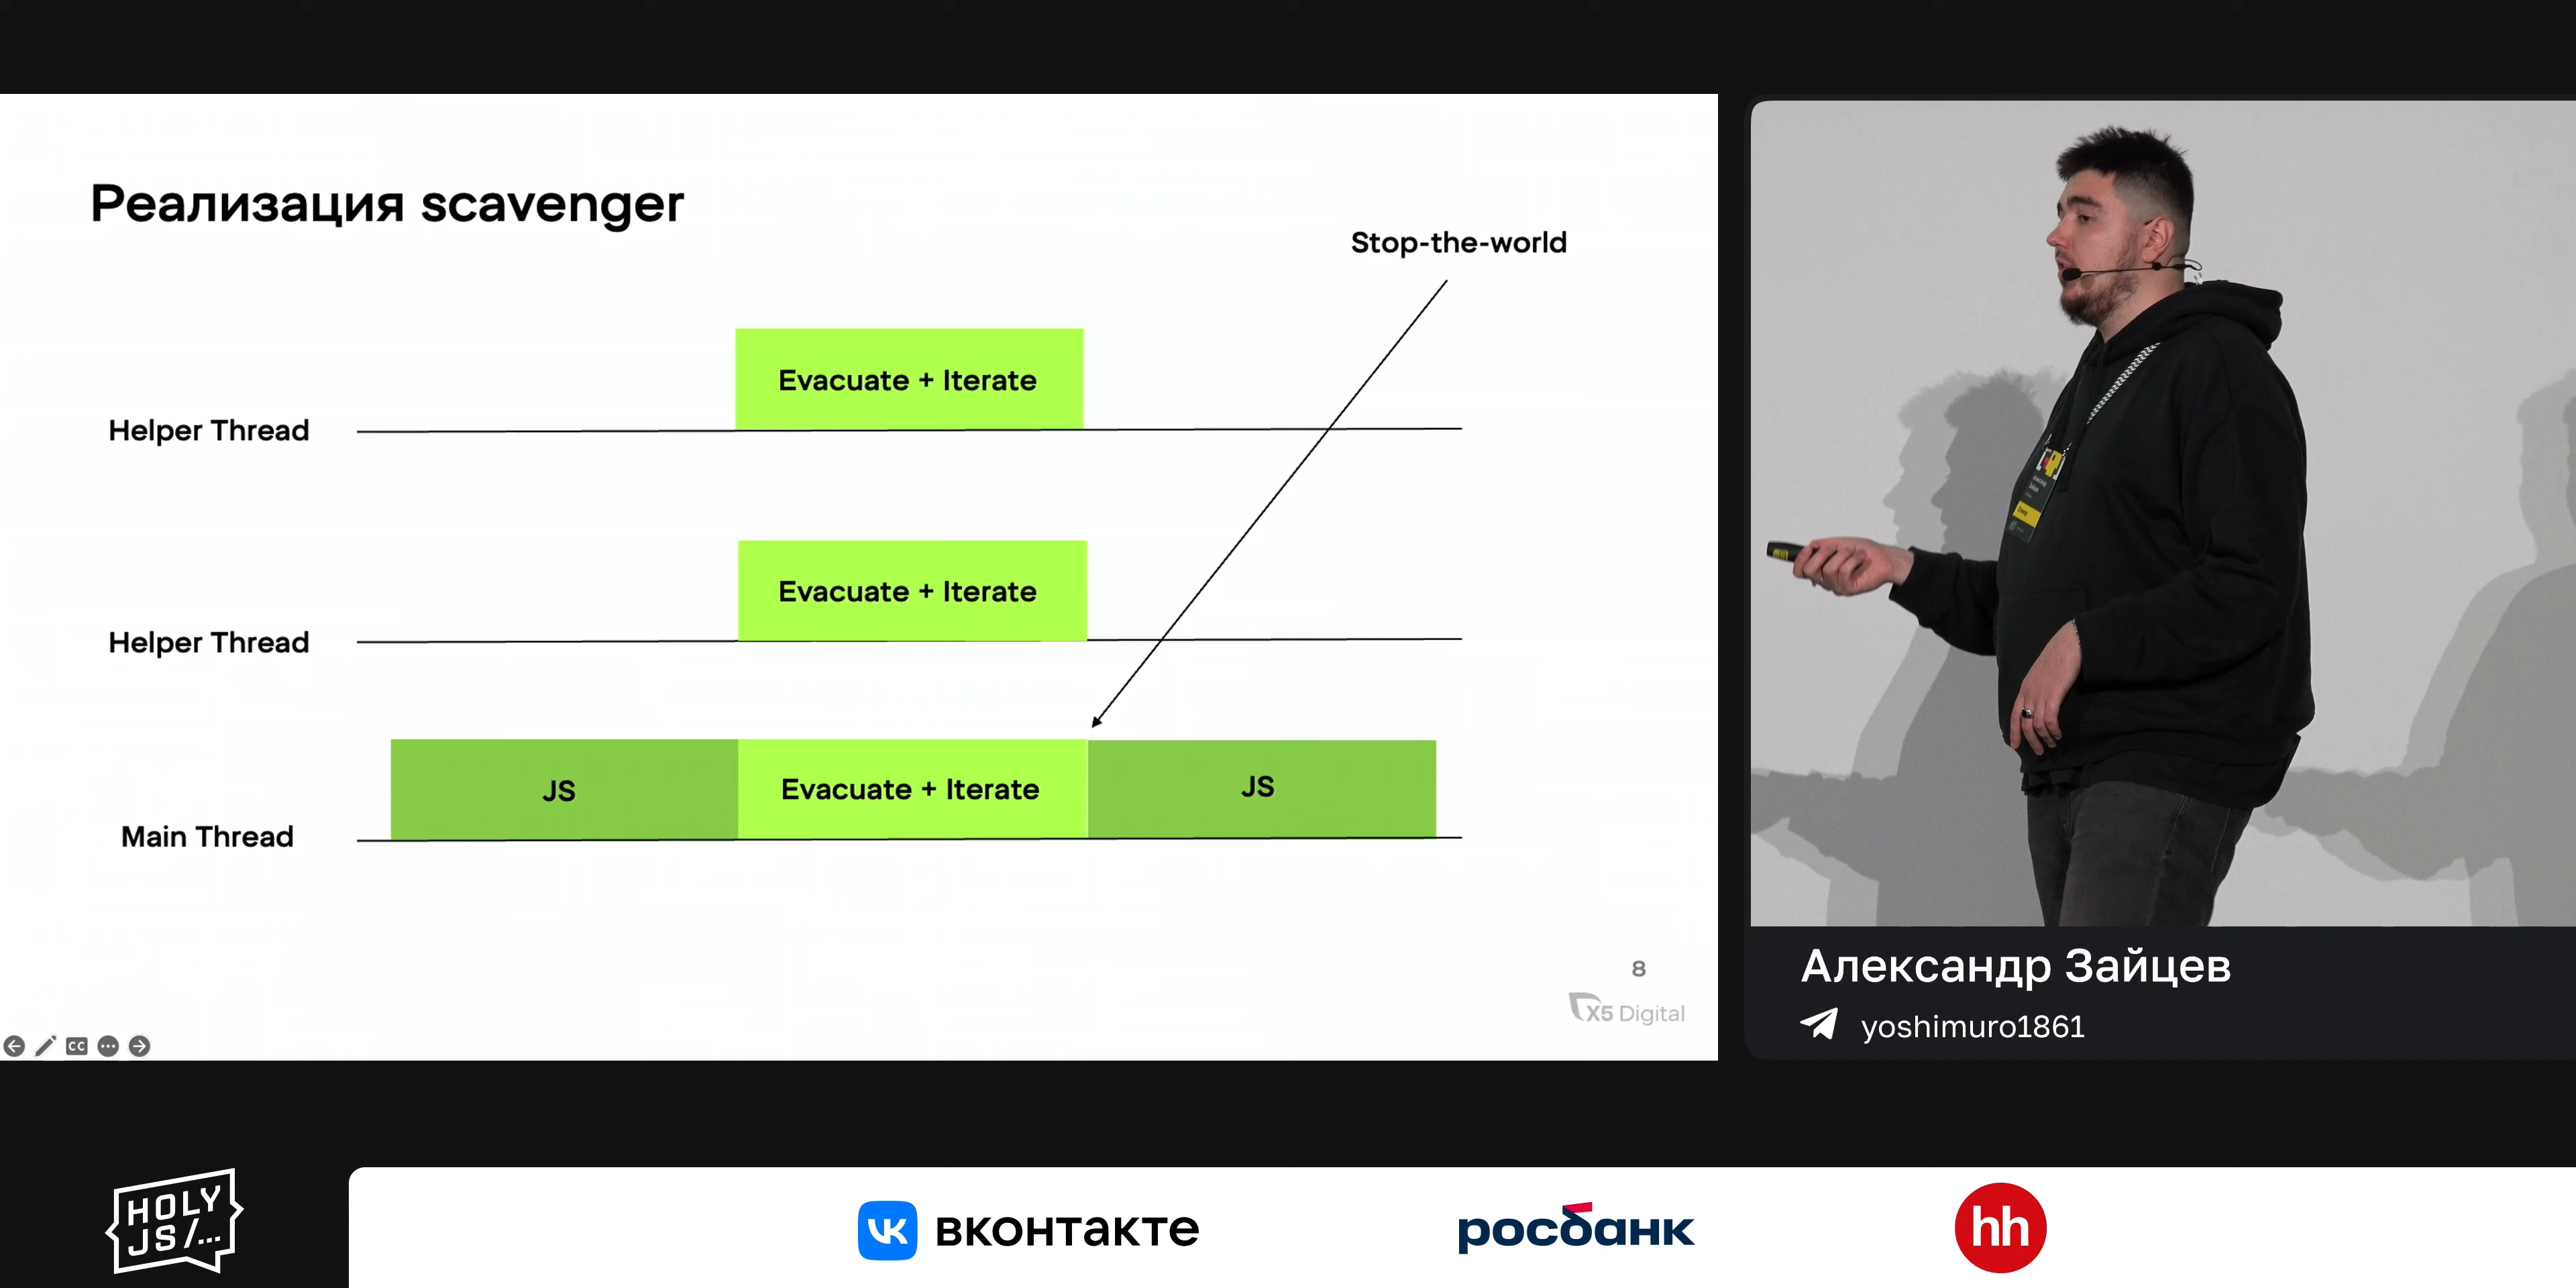 Реализация scavenger
Stop-the-world
Evacuate + Iterate
Helper Thread
Evacuate + Iterate
Helper Thread
JS
Evacuate + Iterate
JS
Main Thread
8
X5 Digital
CC
Александр Зайцев
yoshimuro1861
HOLY
JS/...
вконтакте
росбанк
hh